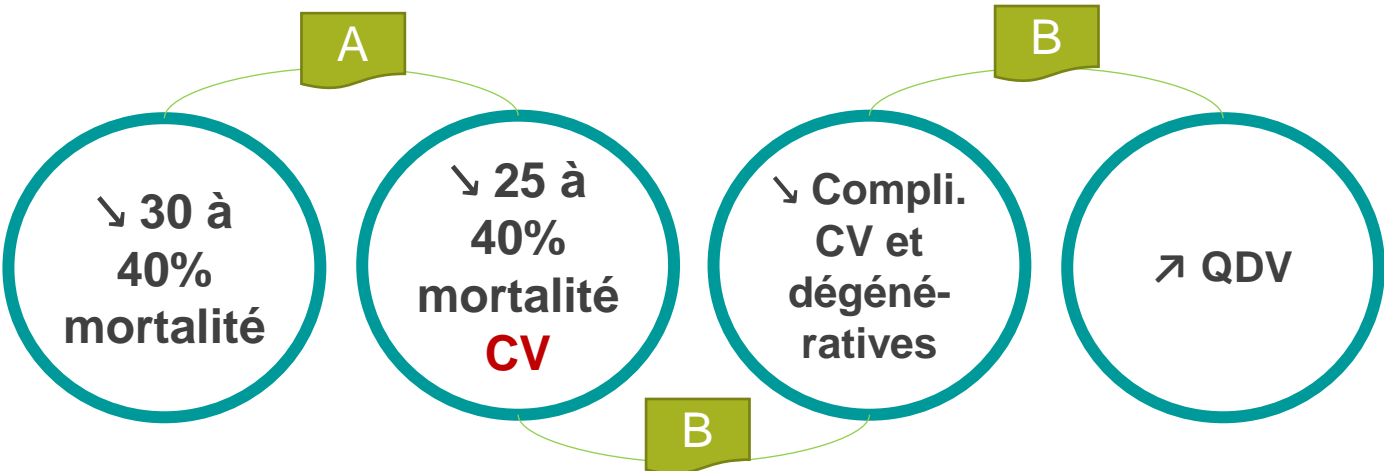 A
B
↘ 30 à
40%
mortalité
↘ 25 à
40%
mortalité
CV
↘ Compli.
CV et
dégéné-
ratives
↗ QDV
B